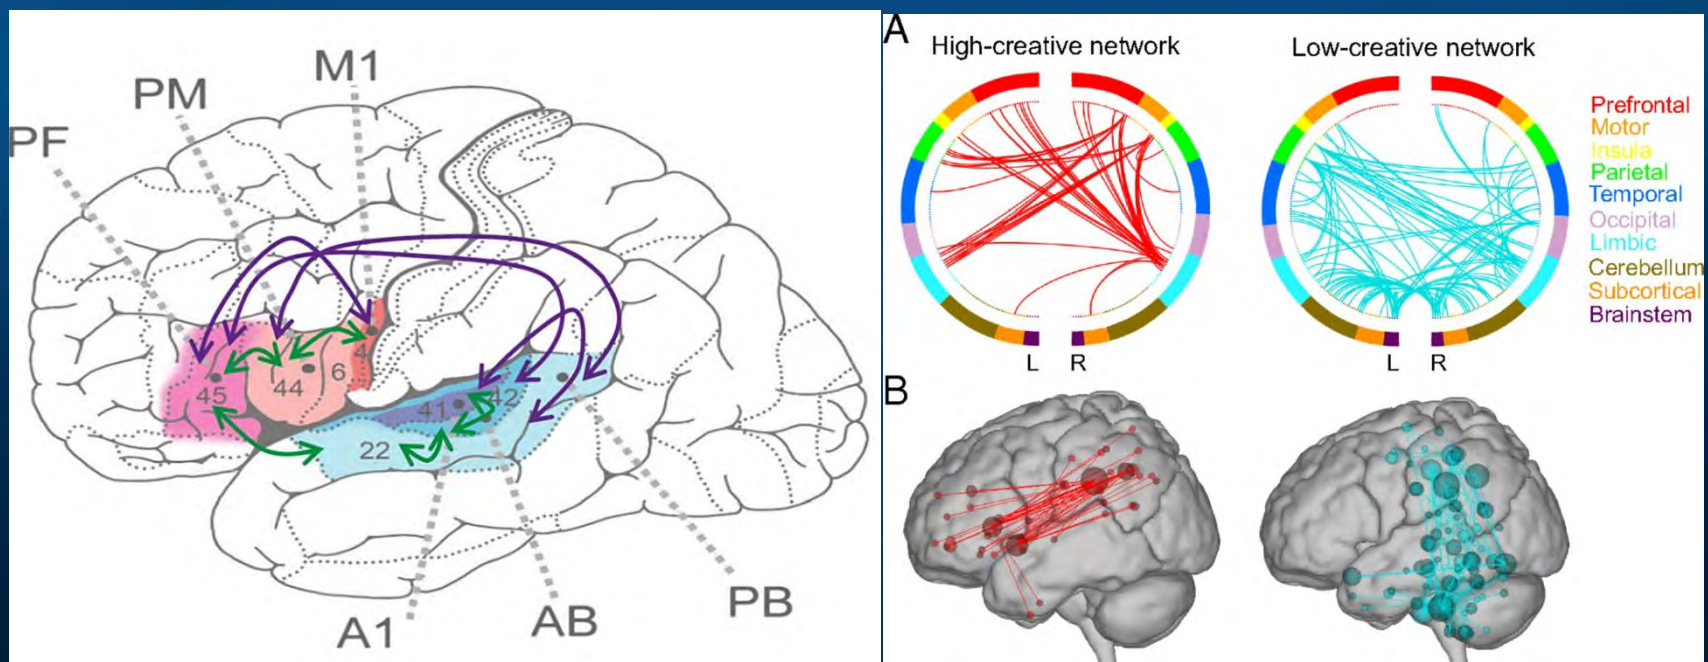 M1
PM
PF
45
44
6
4
41
42
22
A1
AB
PB
A
High-creative network
Low-creative network
Prefrontal
Motor
Insula
Parietal
Temporal
Occipital
Limbic
Cerebellum
Subcortical
Brainstem
L R
L R
B